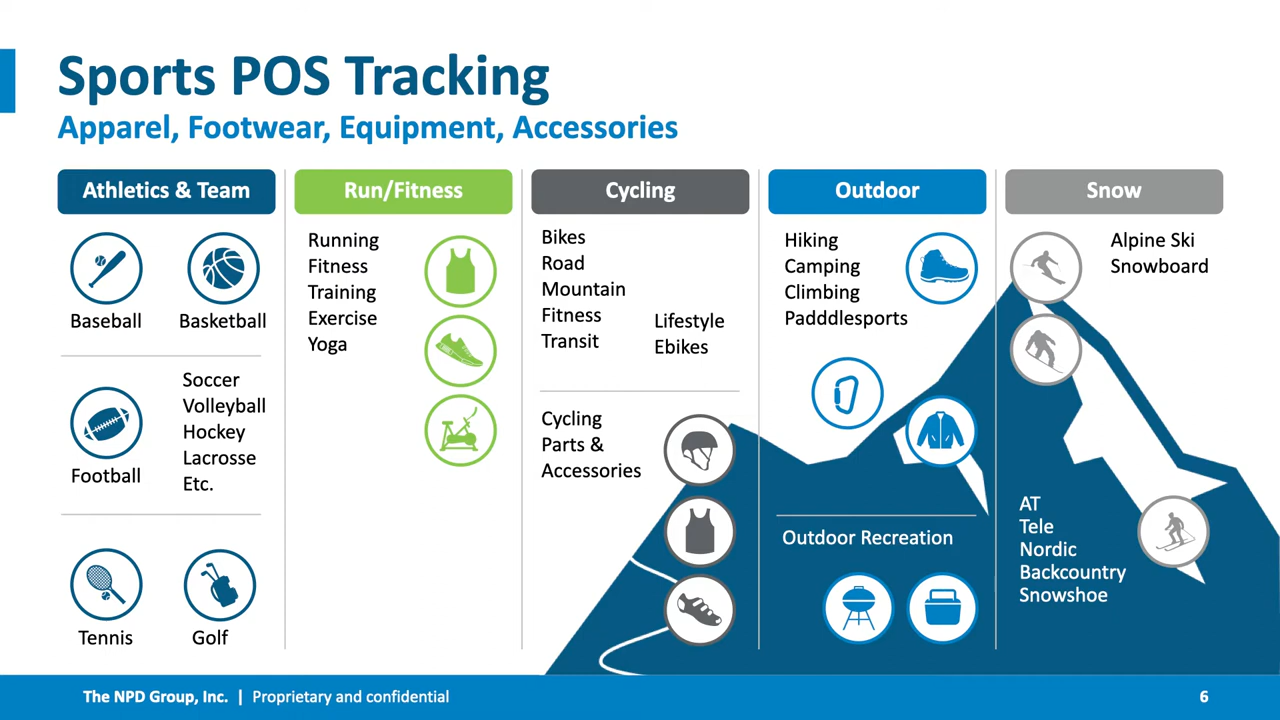 Sports POS Tracking
Apparel, Footwear, Equipment, Accessories
Athletics & Team
Baseball
Basketball
Football
Soccer
Volleyball
Hockey
Lacrosse
Etc.
Tennis
Golf
Run/Fitness
Running
Fitness
Training
Exercise
Yoga
Cycling
Bikes
Road
Mountain
Fitness
Transit
Lifestyle
Ebikes
Cycling
Parts &
Accessories
Outdoor
Hiking
Camping
Climbing
Padddlesports
Outdoor Recreation
Snow
Alpine Ski
Snowboard
AT
Tele
Nordic
Backcountry
Snowshoe
The NPD Group, Inc. | Proprietary and confidential
6